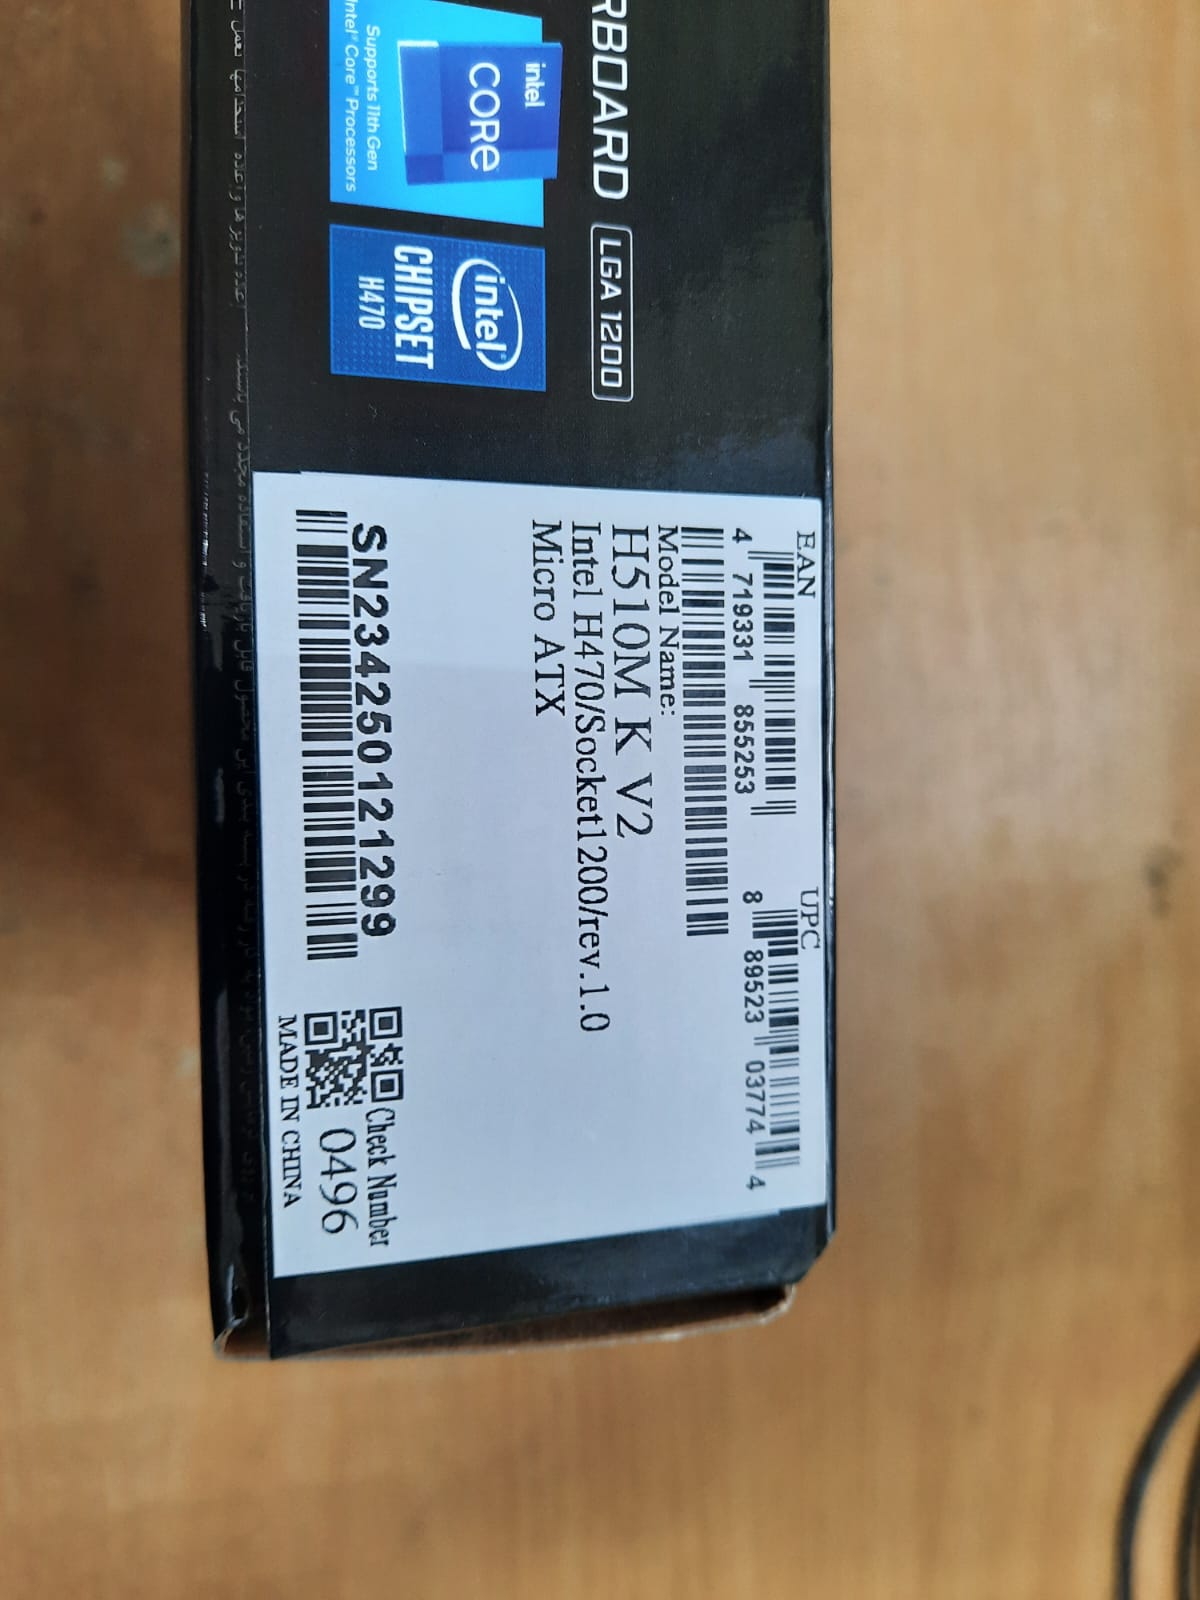 RBOARD LGA 1200
intel
CORE
Supports 11th Gen
Intel® Core™ Processors
intel®
CHIPSET
H470
EAN
4 719331 855253
UPC
8 89523 03774 4
Model Name:
H510M K V2
Intel H470/Socket1200/rev.1.0
Micro ATX
SN234250121299
Check Number
0496
MADE IN CHINA